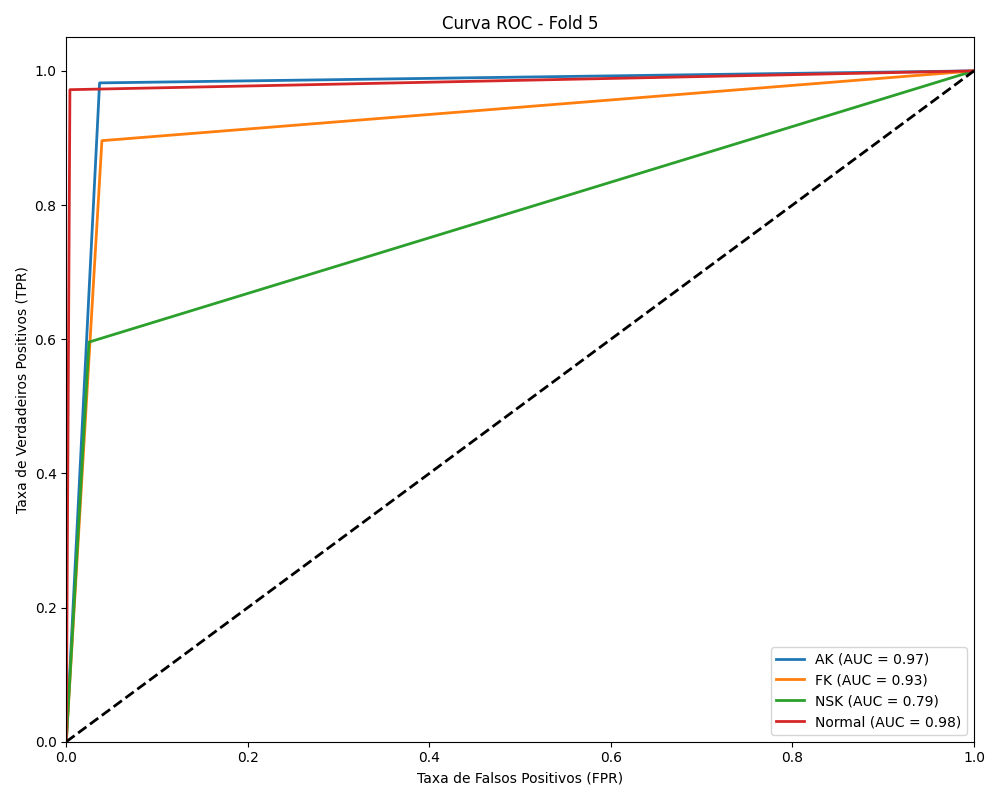 Curva ROC - Fold 5
Taxa de Verdadeiros Positivos (TPR)
1.0
0.8
0.6
0.4
0.2
0.0
0.0 0.2 0.4 0.6 0.8 1.0
Taxa de Falsos Positivos (FPR)
AK (AUC = 0.97)
FK (AUC = 0.93)
NSK (AUC = 0.79)
Normal (AUC = 0.98)